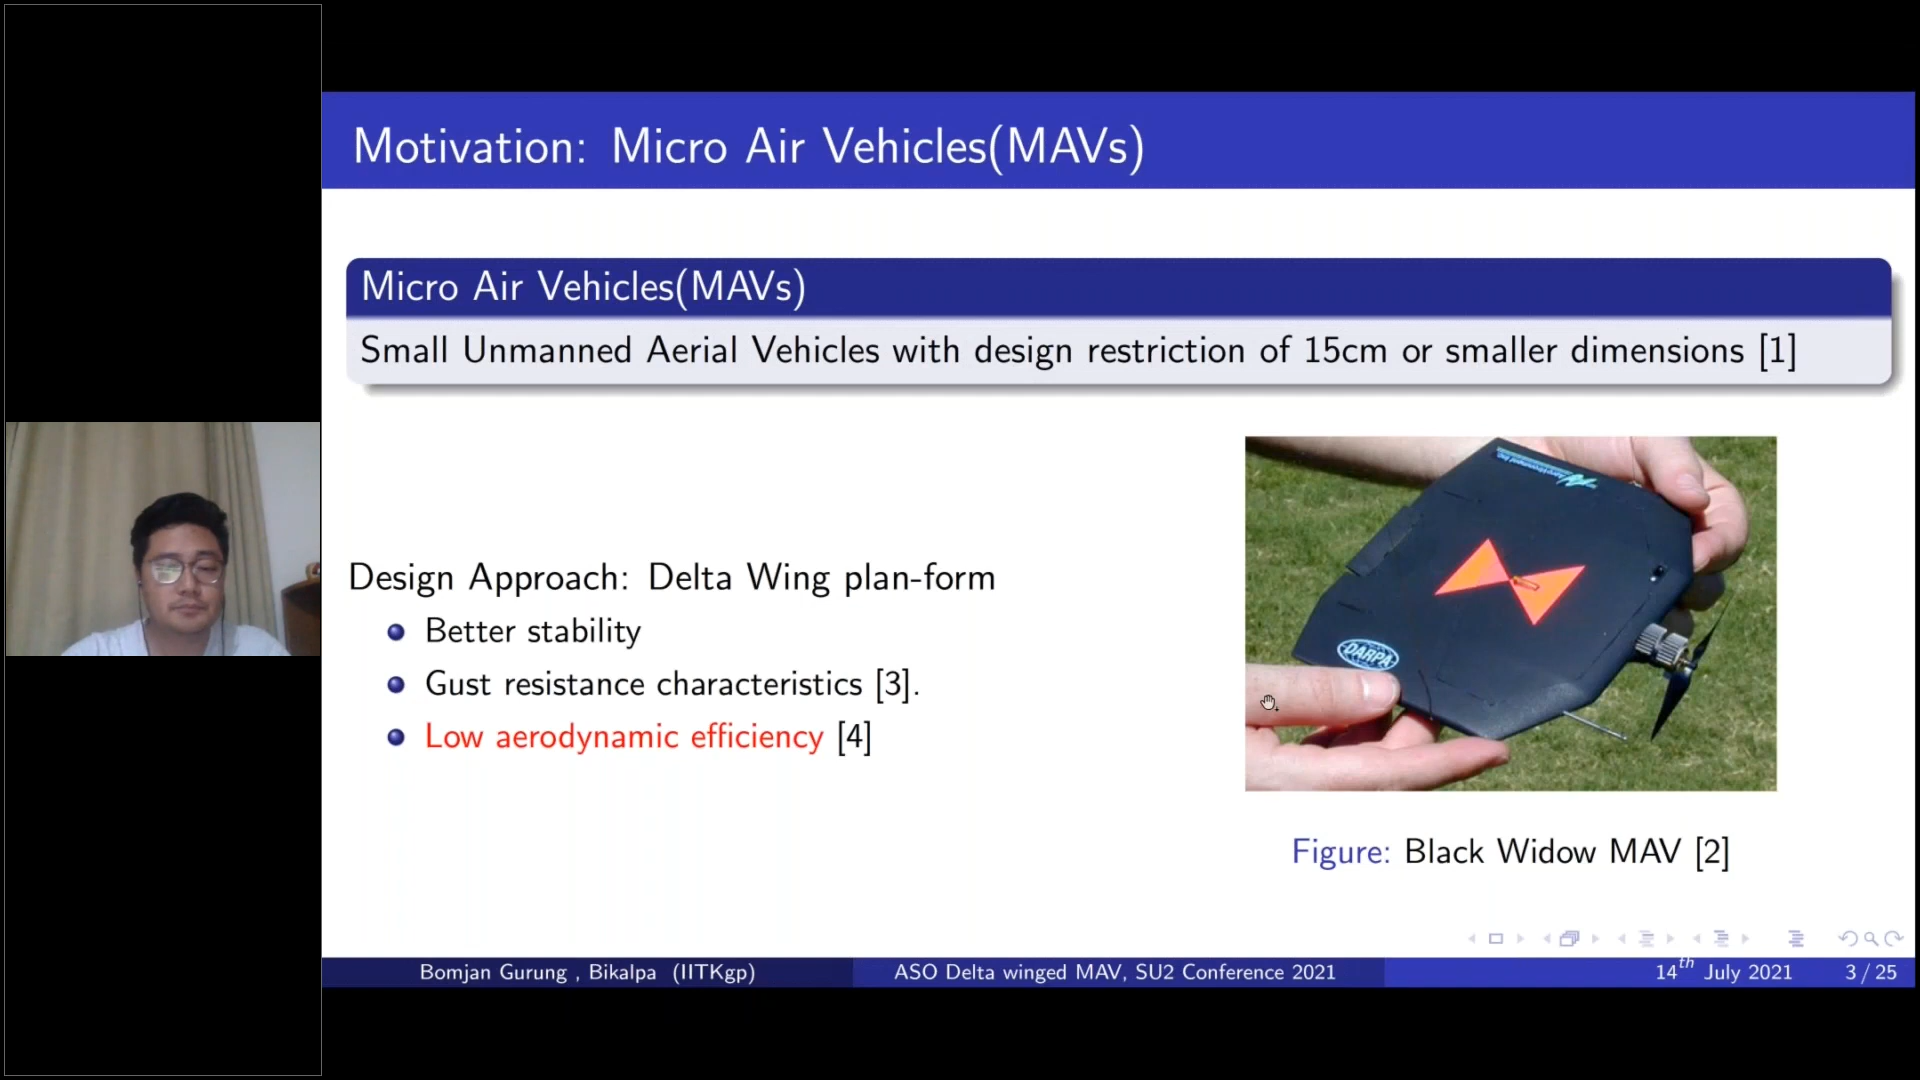 Motivation: Micro Air Vehicles(MAVs)
Micro Air Vehicles(MAVs)
Small Unmanned Aerial Vehicles with design restriction of 15cm or smaller dimensions [1]
Design Approach: Delta Wing plan-form
Better stability
Gust resistance characteristics [3].
Low aerodynamic efficiency [4]
DARPA
Figure: Black Widow MAV [2]
Bomjan Gurung , Bikalpa (IITKgp)
ASO Delta winged MAV, SU2 Conference 2021
14th July 2021
3 / 25